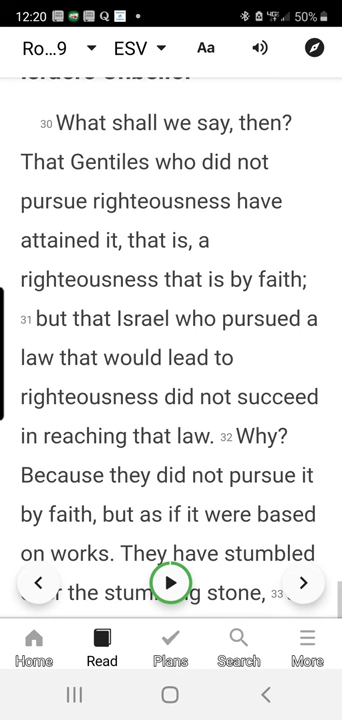 12:20 Q 50%
Ro...9 ESV Aa
30 What shall we say, then?
That Gentiles who did not
pursue righteousness have
attained it, that is, a
righteousness that is by faith;
31 but that Israel who pursued a
law that would lead to
righteousness did not succeed
in reaching that law. 32 Why?
Because they did not pursue it
by faith, but as if it were based
on works. They have stumbled
the stone, 33
Home Read Plans Search More